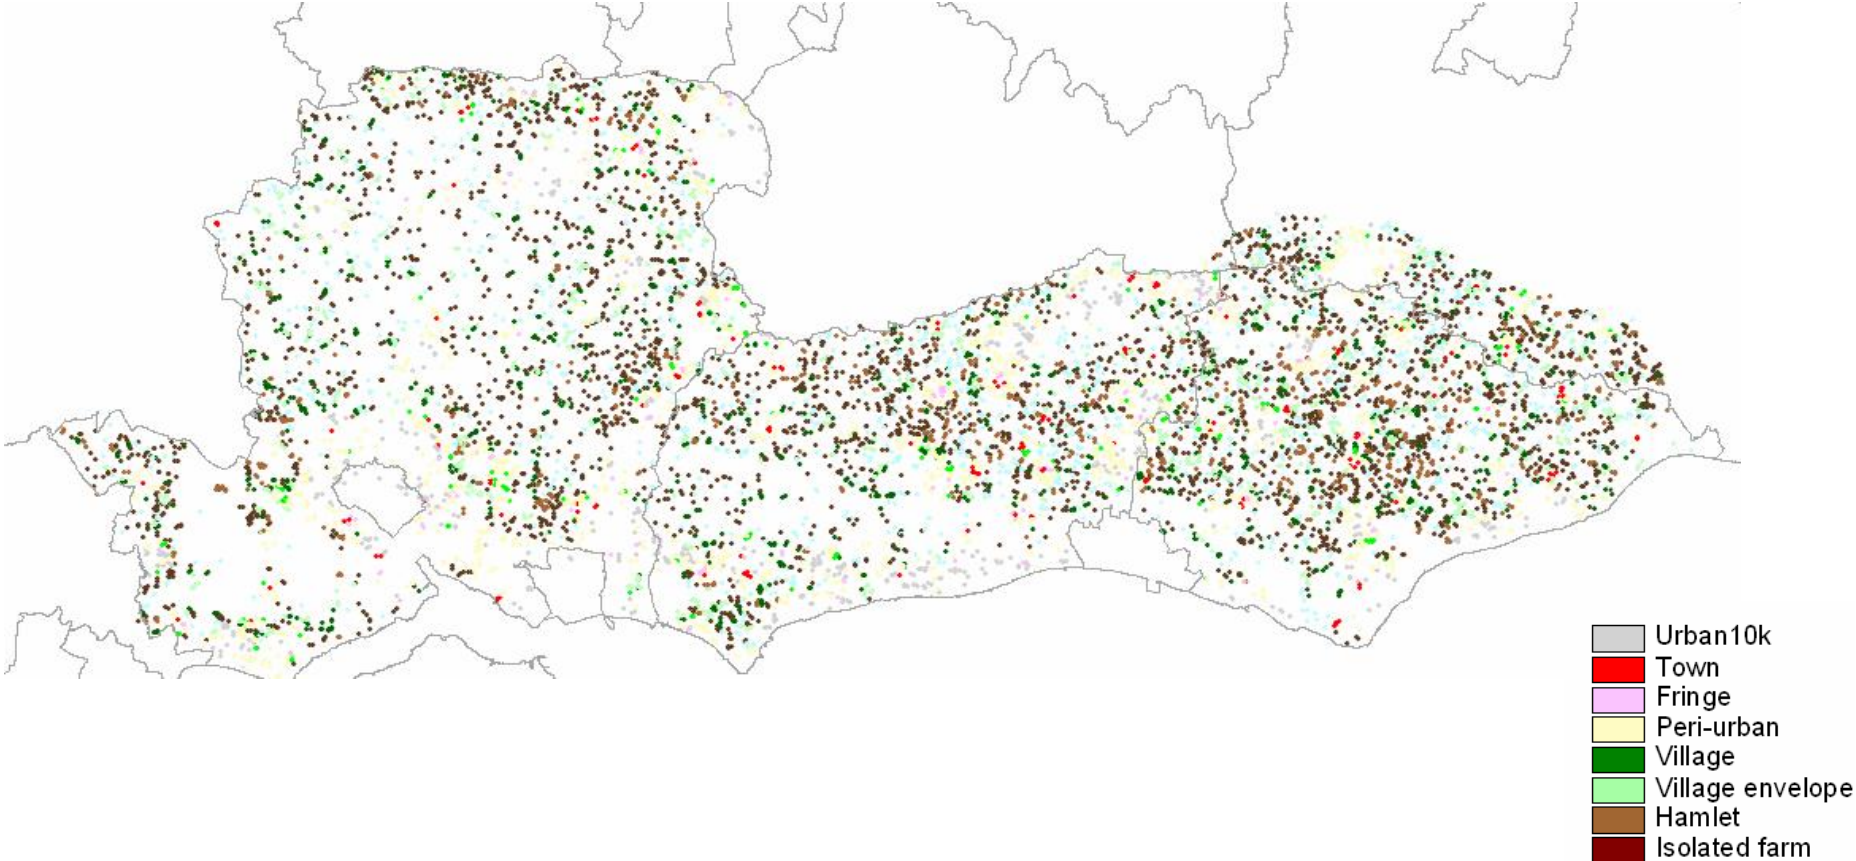 Urban10k
Town
Fringe
Peri-urban
Village
Village envelope
Hamlet
Isolated farm